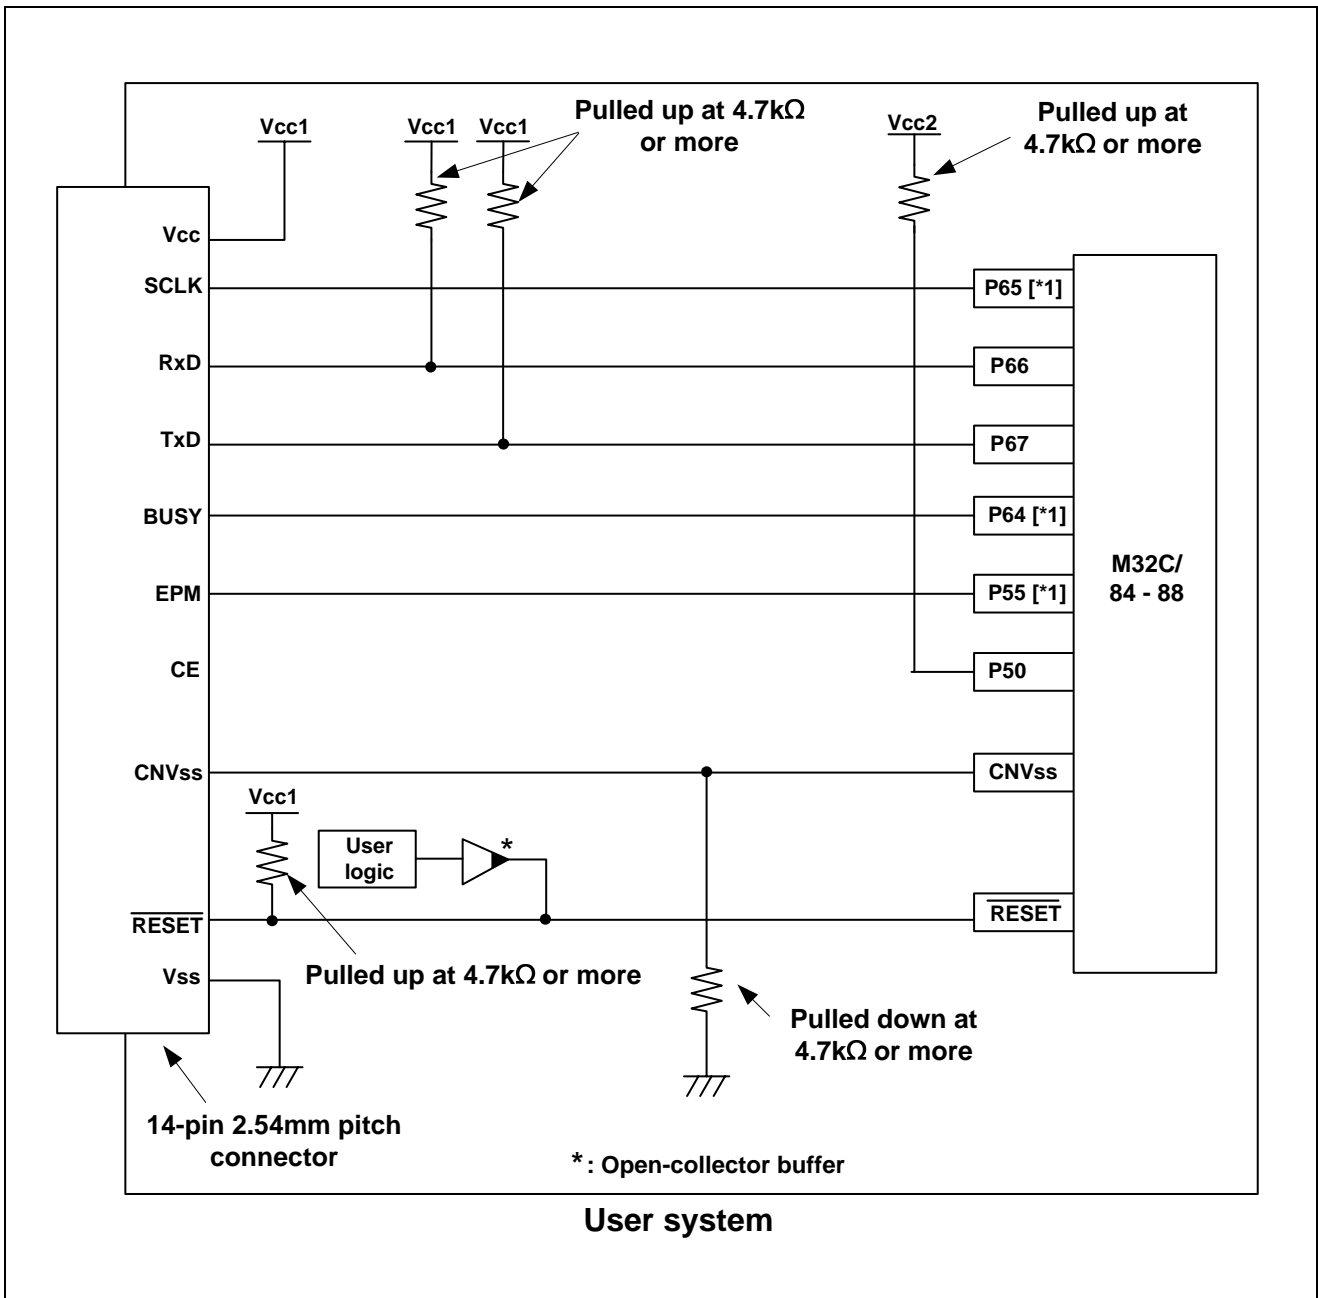 Vcc1
Vcc1
Vcc1
Pulled up at 4.7kΩ
or more
Vcc2
Pulled up at
4.7kΩ or more
Vcc
SCLK
P65 [*1]
RxD
P66
TxD
P67
BUSY
P64 [*1]
EPM
P55 [*1]
M32C/
84 - 88
CE
P50
CNVss
CNVss
Vcc1
User
logic
*
RESET
RESET
Vss
Pulled up at 4.7kΩ or more
Pulled down at
4.7kΩ or more
14-pin 2.54mm pitch
connector
* : Open-collector buffer
User system